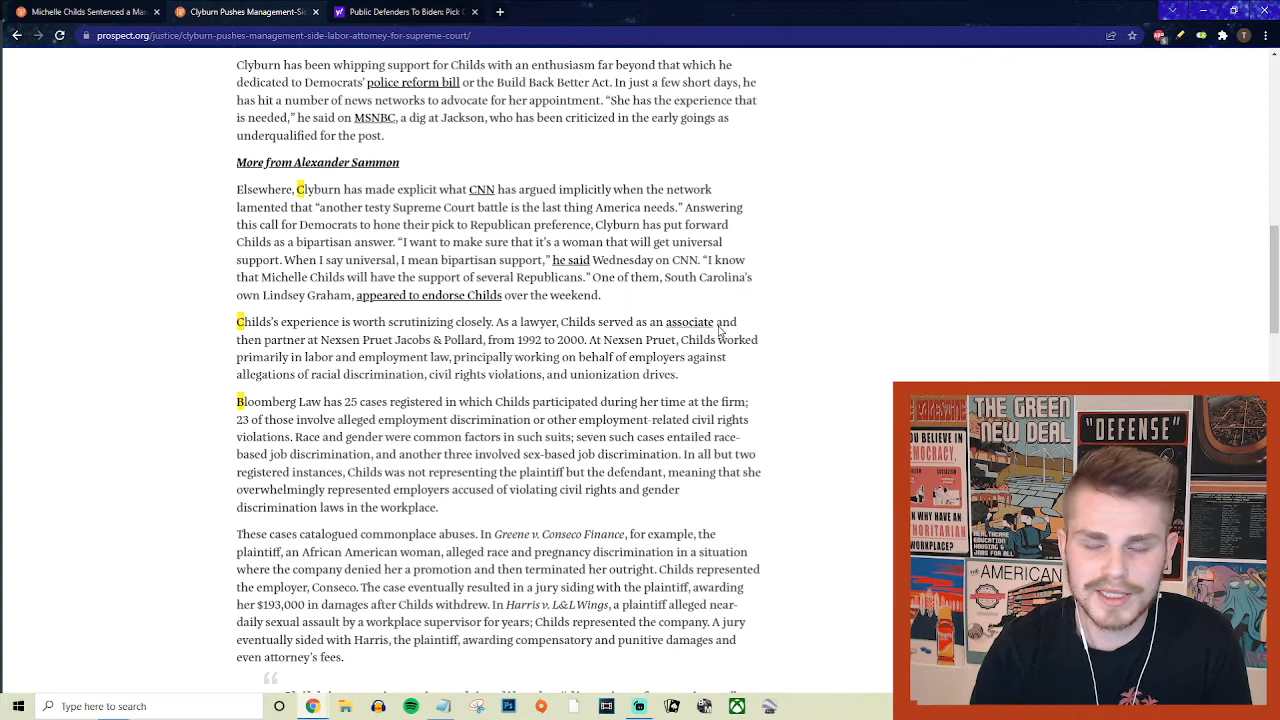 Michelle Childs Sentenced a Man
Clyburn Pushes Management-Sid
Public Defenders To Biden: Pick O
prospect.org/justice/clyburn-pushes-management-side-labor-attorney-for-supreme-court/
Clyburn has been whipping support for Childs with an enthusiasm far beyond that which he
dedicated to Democrats’ police reform bill or the Build Back Better Act. In just a few short days, he
has hit a number of news networks to advocate for her appointment. “She has the experience that
is needed,” he said on MSNBC, a dig at Jackson, who has been criticized in the early goings as
underqualified for the post.
More from Alexander Sammon
Elsewhere, Clyburn has made explicit what CNN has argued implicitly when the network
lamented that “another testy Supreme Court battle is the last thing America needs.” Answering
this call for Democrats to hone their pick to Republican preference, Clyburn has put forward
Childs as a bipartisan answer. “I want to make sure that it’s a woman that will get universal
support. When I say universal, I mean bipartisan support,” he said Wednesday on CNN. “I know
that Michelle Childs will have the support of several Republicans.” One of them, South Carolina’s
own Lindsey Graham, appeared to endorse Childs over the weekend.
Childs’s experience is worth scrutinizing closely. As a lawyer, Childs served as an associate and
then partner at Nexsen Pruet Jacobs & Pollard, from 1992 to 2000. At Nexsen Pruet, Childs worked
primarily in labor and employment law, principally working on behalf of employers against
allegations of racial discrimination, civil rights violations, and unionization drives.
Bloomberg Law has 25 cases registered in which Childs participated during her time at the firm;
23 of those involve alleged employment discrimination or other employment-related civil rights
violations. Race and gender were common factors in such suits; seven such cases entailed race-
based job discrimination, and another three involved sex-based job discrimination. In all but two
registered instances, Childs was not representing the plaintiff but the defendant, meaning that she
overwhelmingly represented employers accused of violating civil rights and gender
discrimination laws in the workplace.
These cases catalogued commonplace abuses. In Greene v. Conseco Finance, for example, the
plaintiff, an African American woman, alleged race and pregnancy discrimination in a situation
where the company denied her a promotion and then terminated her outright. Childs represented
the employer, Conseco. The case eventually resulted in a jury siding with the plaintiff, awarding
her $193,000 in damages after Childs withdrew. In Harris v. L&L Wings, a plaintiff alleged near-
daily sexual assault by a workplace supervisor for years; Childs represented the company. A jury
eventually sided with Harris, the plaintiff, awarding compensatory and punitive damages and
even attorney’s fees.
THE GREEN
NEW DEAL
HEALTHCARE
EDUCATION
HOUSING &
JOBS FOR ALL
"DEFENSE"
YOU BELIEVE IN
DEMOCRACY,
WHY HAVE AN
WORKPLACE?
THE AMERICAN
Type here to search